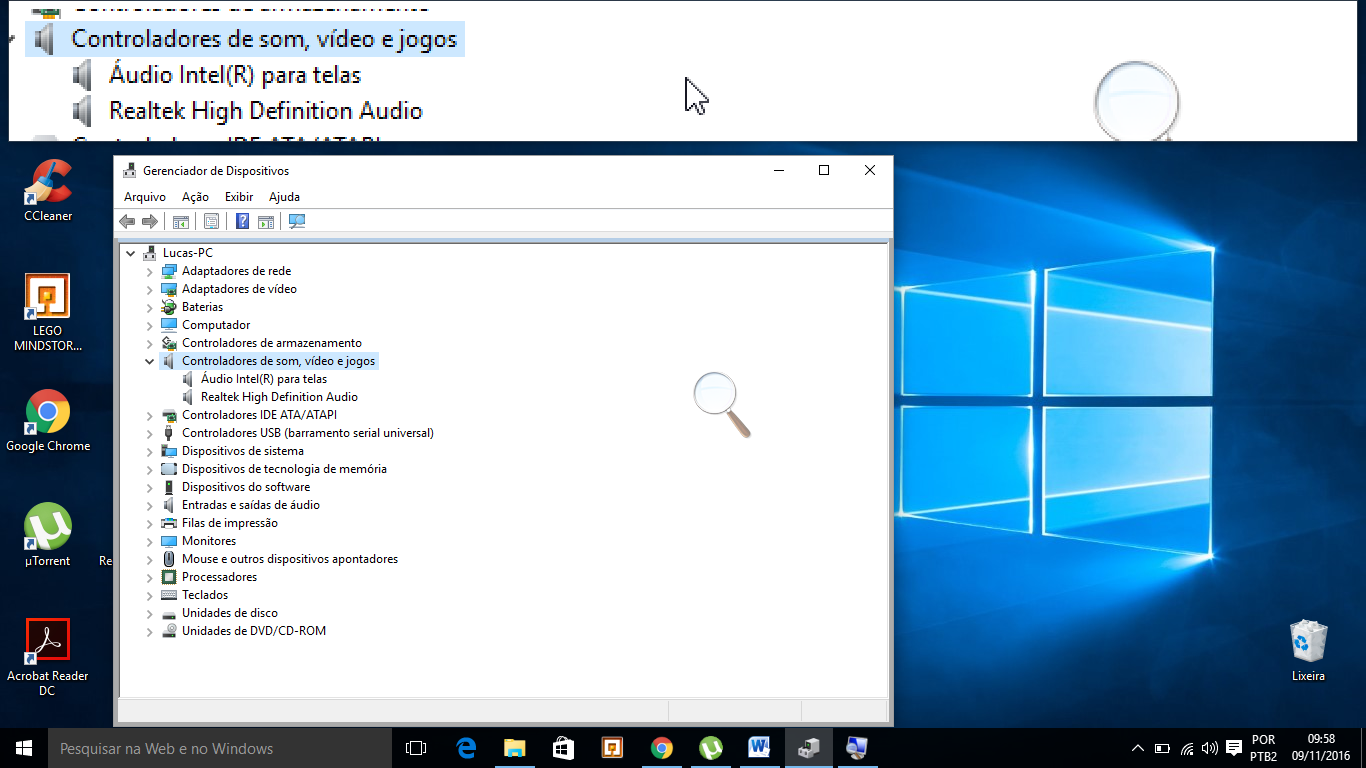 Controladores de som, vídeo e jogos
Áudio Intel(R) para telas
Realtek High Definition Audio
CCleaner
LEGO
MINDSTOR...
Google Chrome
µTorrent
Re
Acrobat Reader
DC
Gerenciador de Dispositivos
Arquivo Ação Exibir Ajuda
Lucas-PC
Adaptadores de rede
Adaptadores de vídeo
Baterias
Computador
Controladores de armazenamento
Controladores de som, vídeo e jogos
Áudio Intel(R) para telas
Realtek High Definition Audio
Controladores IDE ATA/ATAPI
Controladores USB (barramento serial universal)
Dispositivos de sistema
Dispositivos de tecnologia de memória
Dispositivos do software
Entradas e saídas de áudio
Filas de impressão
Monitores
Mouse e outros dispositivos apontadores
Processadores
Teclados
Unidades de disco
Unidades de DVD/CD-ROM
Lixeira
Pesquisar na Web e no Windows
POR
PTB2
09:58
09/11/2016